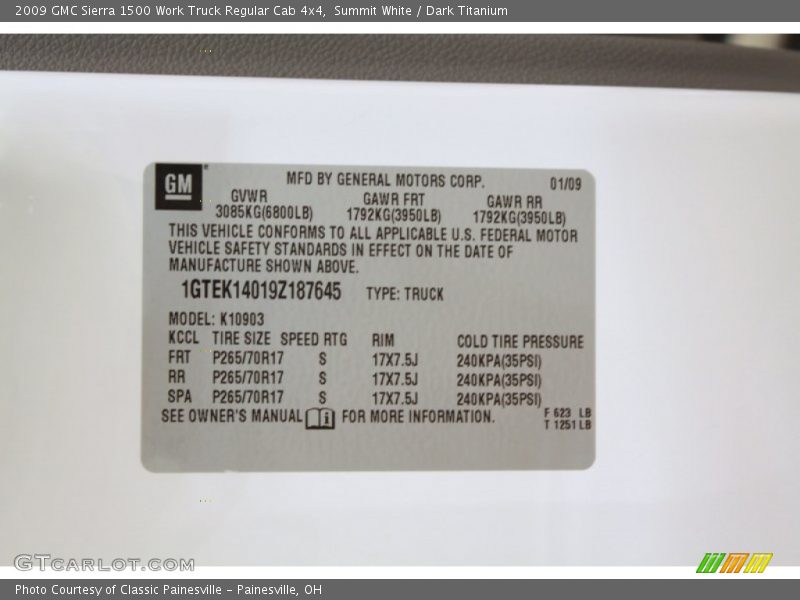 2009 GMC Sierra 1500 Work Truck Regular Cab 4x4, Summit White / Dark Titanium
GM
MFD BY GENERAL MOTORS CORP. 01/09
GVWR GAWR FRT GAWR RR
3085KG(6800LB) 1792KG(3950LB) 1792KG(3950LB)
THIS VEHICLE CONFORMS TO ALL APPLICABLE U.S. FEDERAL MOTOR
VEHICLE SAFETY STANDARDS IN EFFECT ON THE DATE OF
MANUFACTURE SHOWN ABOVE.
1GTEK14019Z187645 TYPE: TRUCK
MODEL: K10903
KCCL TIRE SIZE SPEED RTG RIM COLD TIRE PRESSURE
FRT P265/70R17 S 17X7.5J 240KPA(35PSI)
RR P265/70R17 S 17X7.5J 240KPA(35PSI)
SPA P265/70R17 S 17X7.5J 240KPA(35PSI)
SEE OWNER'S MANUAL i FOR MORE INFORMATION.
F 623 LB
T 1251 LB
GTCARLOT.COM
Photo Courtesy of Classic Painesville - Painesville, OH